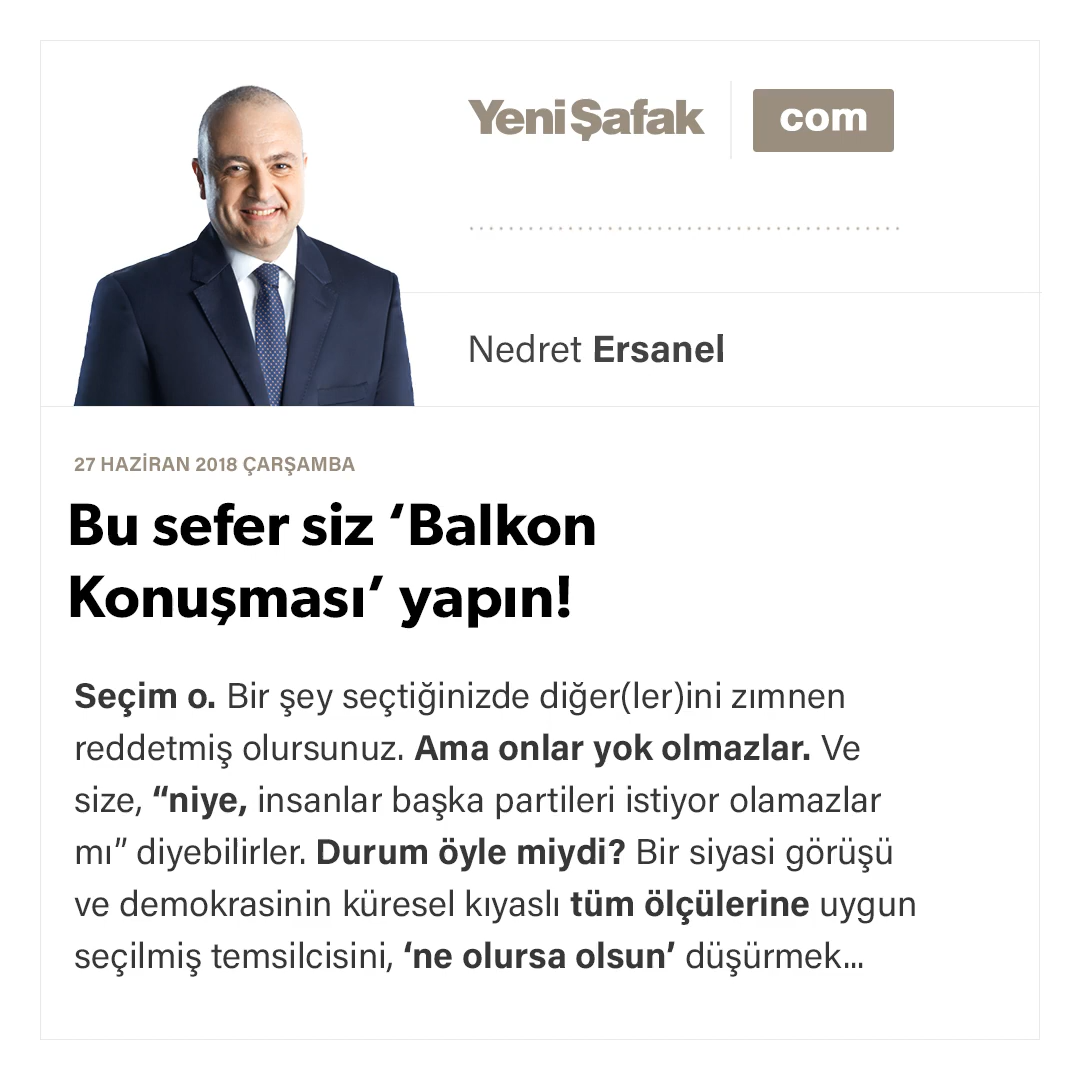 Yeni Şafak com
Nedret Ersanel
27 HAZİRAN 2018 ÇARŞAMBA
Bu sefer siz ‘Balkon
Konuşması’ yapın!
Seçim o. Bir şey seçtiğinizde diğer(ler)ini zımnen
reddetmiş olursunuz. Ama onlar yok olmazlar. Ve
size, “niye, insanlar başka partileri istiyor olamazlar
mı” diyebilirler. Durum öyle miydi? Bir siyasi görüşü
ve demokrasinin küresel kıyaslı tüm ölçülerine uygun
seçilmiş temsilcisini, ‘ne olursa olsun’ düşürmek...